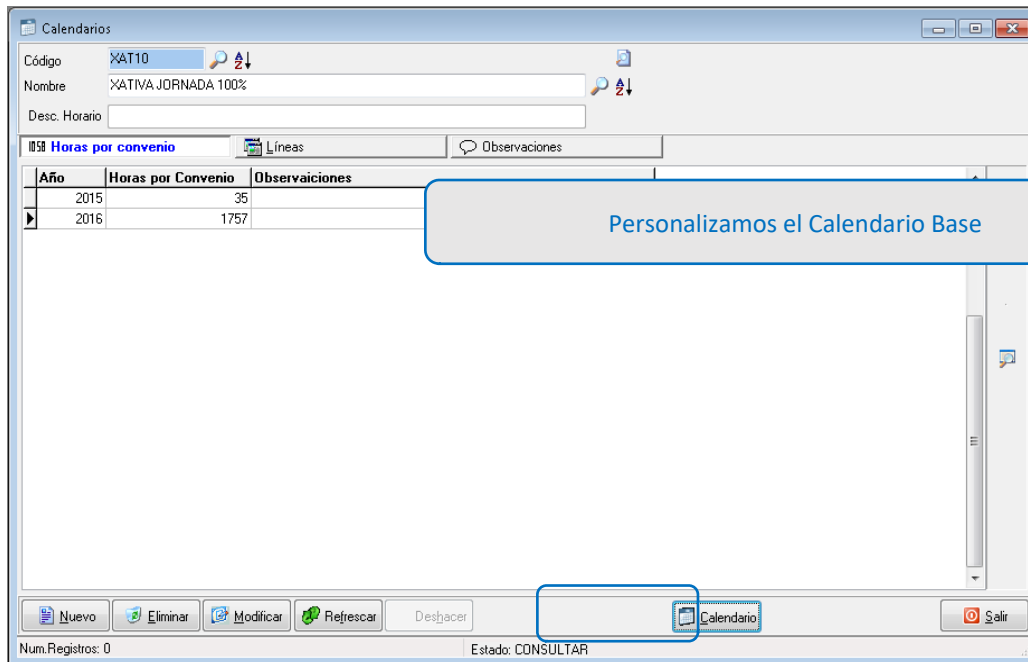 Calendarios
Código XAT10
Nombre XATIVA JORNADA 100%
Desc. Horario
Horas por convenio Líneas Observaciones
Año Horas por Convenio Observaiciones
2015 35
2016 1757
Personalizamos el Calendario Base
Nuevo Eliminar Modificar Refrescar Deshacer Calendario Salir
Num.Registros: 0 Estado: CONSULTAR